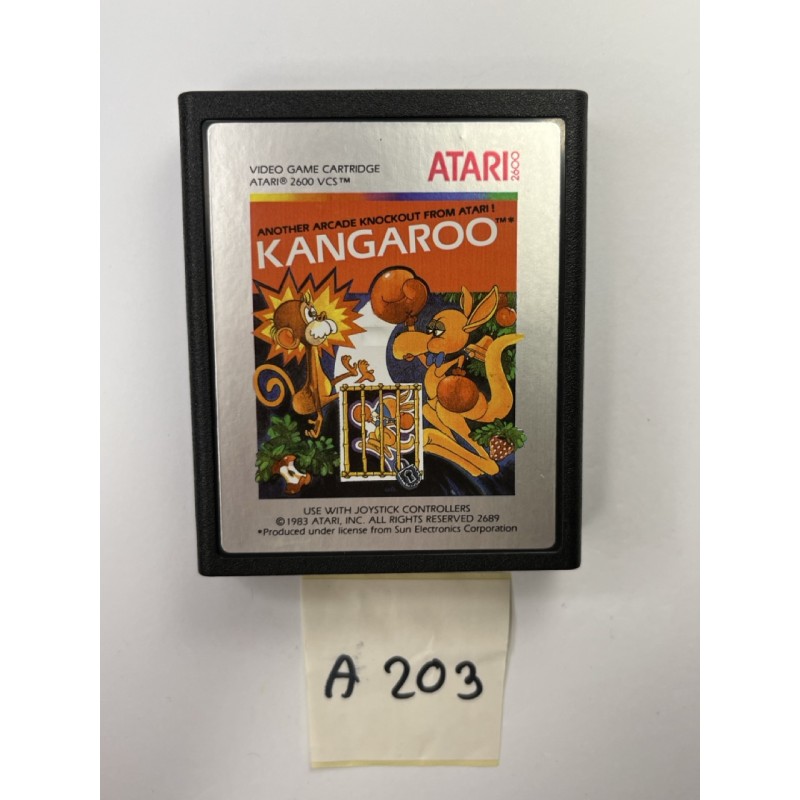 VIDEO GAME CARTRIDGE
ATARI® 2600 VCS™
ATARI 2600
ANOTHER ARCADE KNOCKOUT FROM ATARI!
KANGAROO™*
USE WITH JOYSTICK CONTROLLERS
©1983 ATARI, INC. ALL RIGHTS RESERVED 2689
*Produced under license from Sun Electronics Corporation
A 203